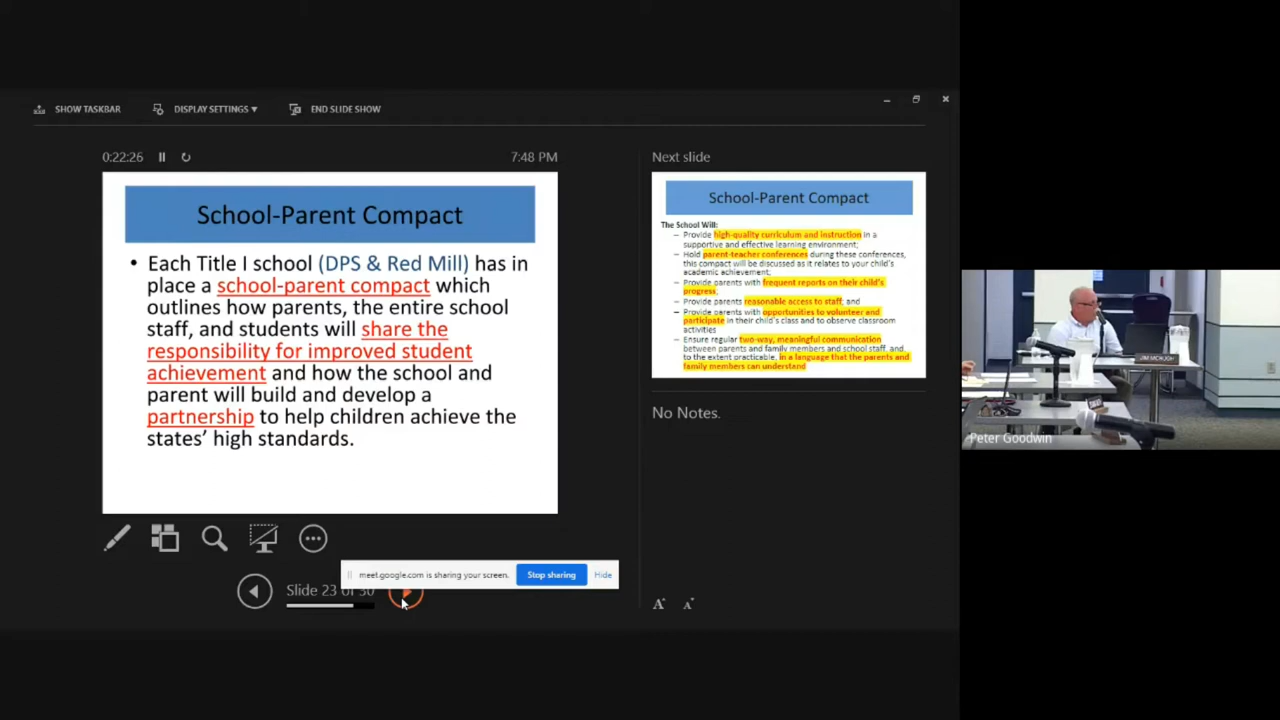 SHOW TASKBAR DISPLAY SETTINGS ▾ END SLIDE SHOW
0:22:26 7:48 PM
School-Parent Compact
• Each Title I school (DPS & Red Mill) has in
place a school-parent compact which
outlines how parents, the entire school
staff, and students will share the
responsibility for improved student
achievement and how the school and
parent will build and develop a
partnership to help children achieve the
states’ high standards.
Next slide
School-Parent Compact
The School Will:
– Provide high-quality curriculum and instruction in a
supportive and effective learning environment;
– Hold parent-teacher conferences during these conferences,
this compact will be discussed as it relates to your child’s
academic achievement;
– Provide parents with frequent reports on their child’s
progress;
– Provide parents reasonable access to staff; and
– Provide parents with opportunities to volunteer and
participate in their child’s class and to observe classroom
activities
– Ensure regular two-way, meaningful communication
between parents and family members and school staff, and,
to the extent practicable, in a language that the parents and
family members can understand
No Notes.
meet.google.com is sharing your screen. Stop sharing Hide
Slide 23 of 30
A A
Peter Goodwin